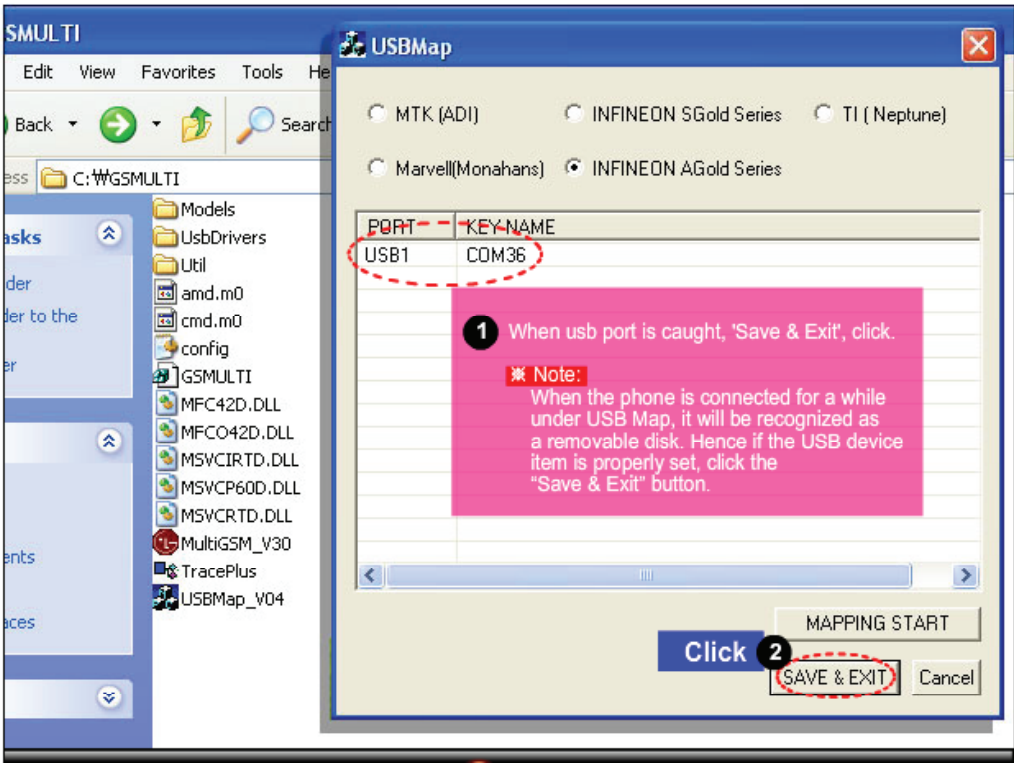 SMULTI
Edit View Favorites Tools He
Back Search
ess C:₩GSMULTI
asks
der
der to the
er
ents
aces
Models
UsbDrivers
Util
amd.m0
cmd.m0
config
GSMULTI
MFC42D.DLL
MFCO42D.DLL
MSVCIRTD.DLL
MSVCP60D.DLL
MSVCRTD.DLL
MultiGSM_V30
TracePlus
USBMap_V04
USBMap
MTK (ADI) INFINEON SGold Series TI ( Neptune)
Marvell(Monahans) INFINEON AGold Series
PORT KEY-NAME
USB1 COM36
1 When usb port is caught, 'Save & Exit', click.
※ Note:
When the phone is connected for a while
under USB Map, it will be recognized as
a removable disk. Hence if the USB device
item is properly set, click the
“Save & Exit” button.
MAPPING START
Click 2
SAVE & EXIT Cancel